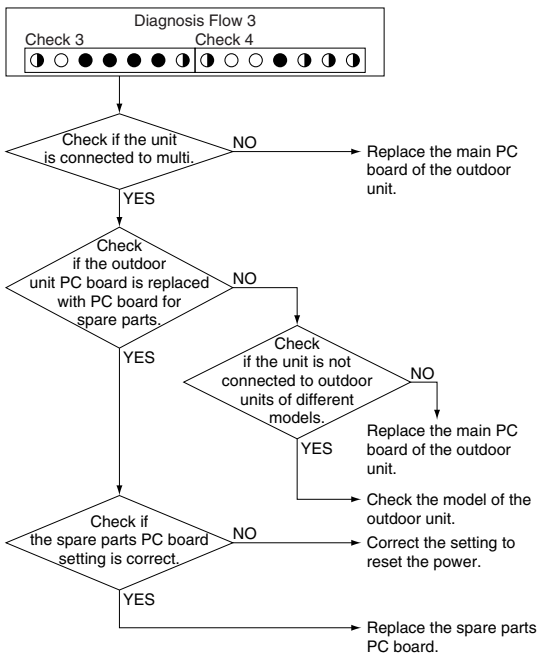 Diagnosis Flow 3
Check 3
Check 4
Check if the unit
is connected to multi.
NO
Replace the main PC
board of the outdoor
unit.
YES
Check
if the outdoor
unit PC board is replaced
with PC board for
spare parts.
NO
YES
Check
if the unit is not
connected to outdoor
units of different
models.
NO
Replace the main PC
board of the outdoor
unit.
YES
Check the model of the
outdoor unit.
Check if
the spare parts PC board
setting is correct.
NO
Correct the setting to
reset the power.
YES
Replace the spare parts
PC board.